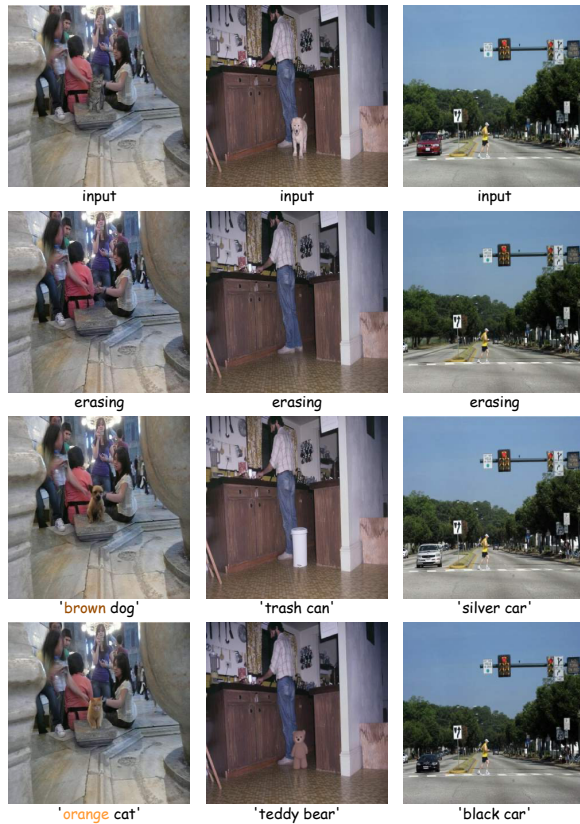 input input input
erasing erasing erasing
'brown dog' 'trash can' 'silver car'
'orange cat' 'teddy bear' 'black car'